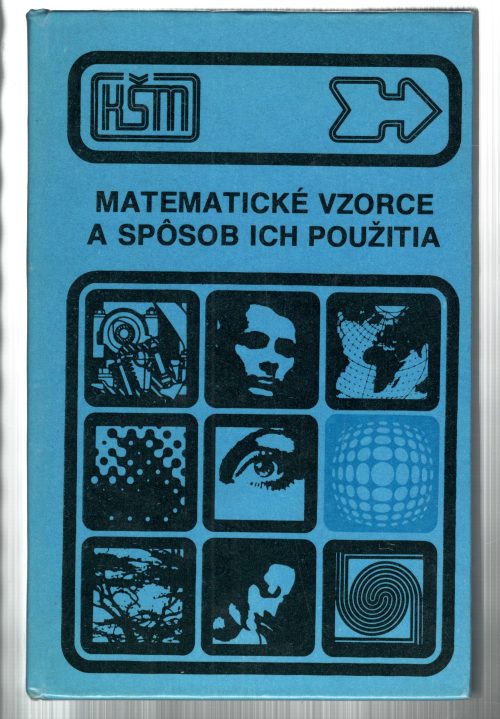 KŠM
MATEMATICKÉ VZORCE
A SPÔSOB ICH POUŽITIA